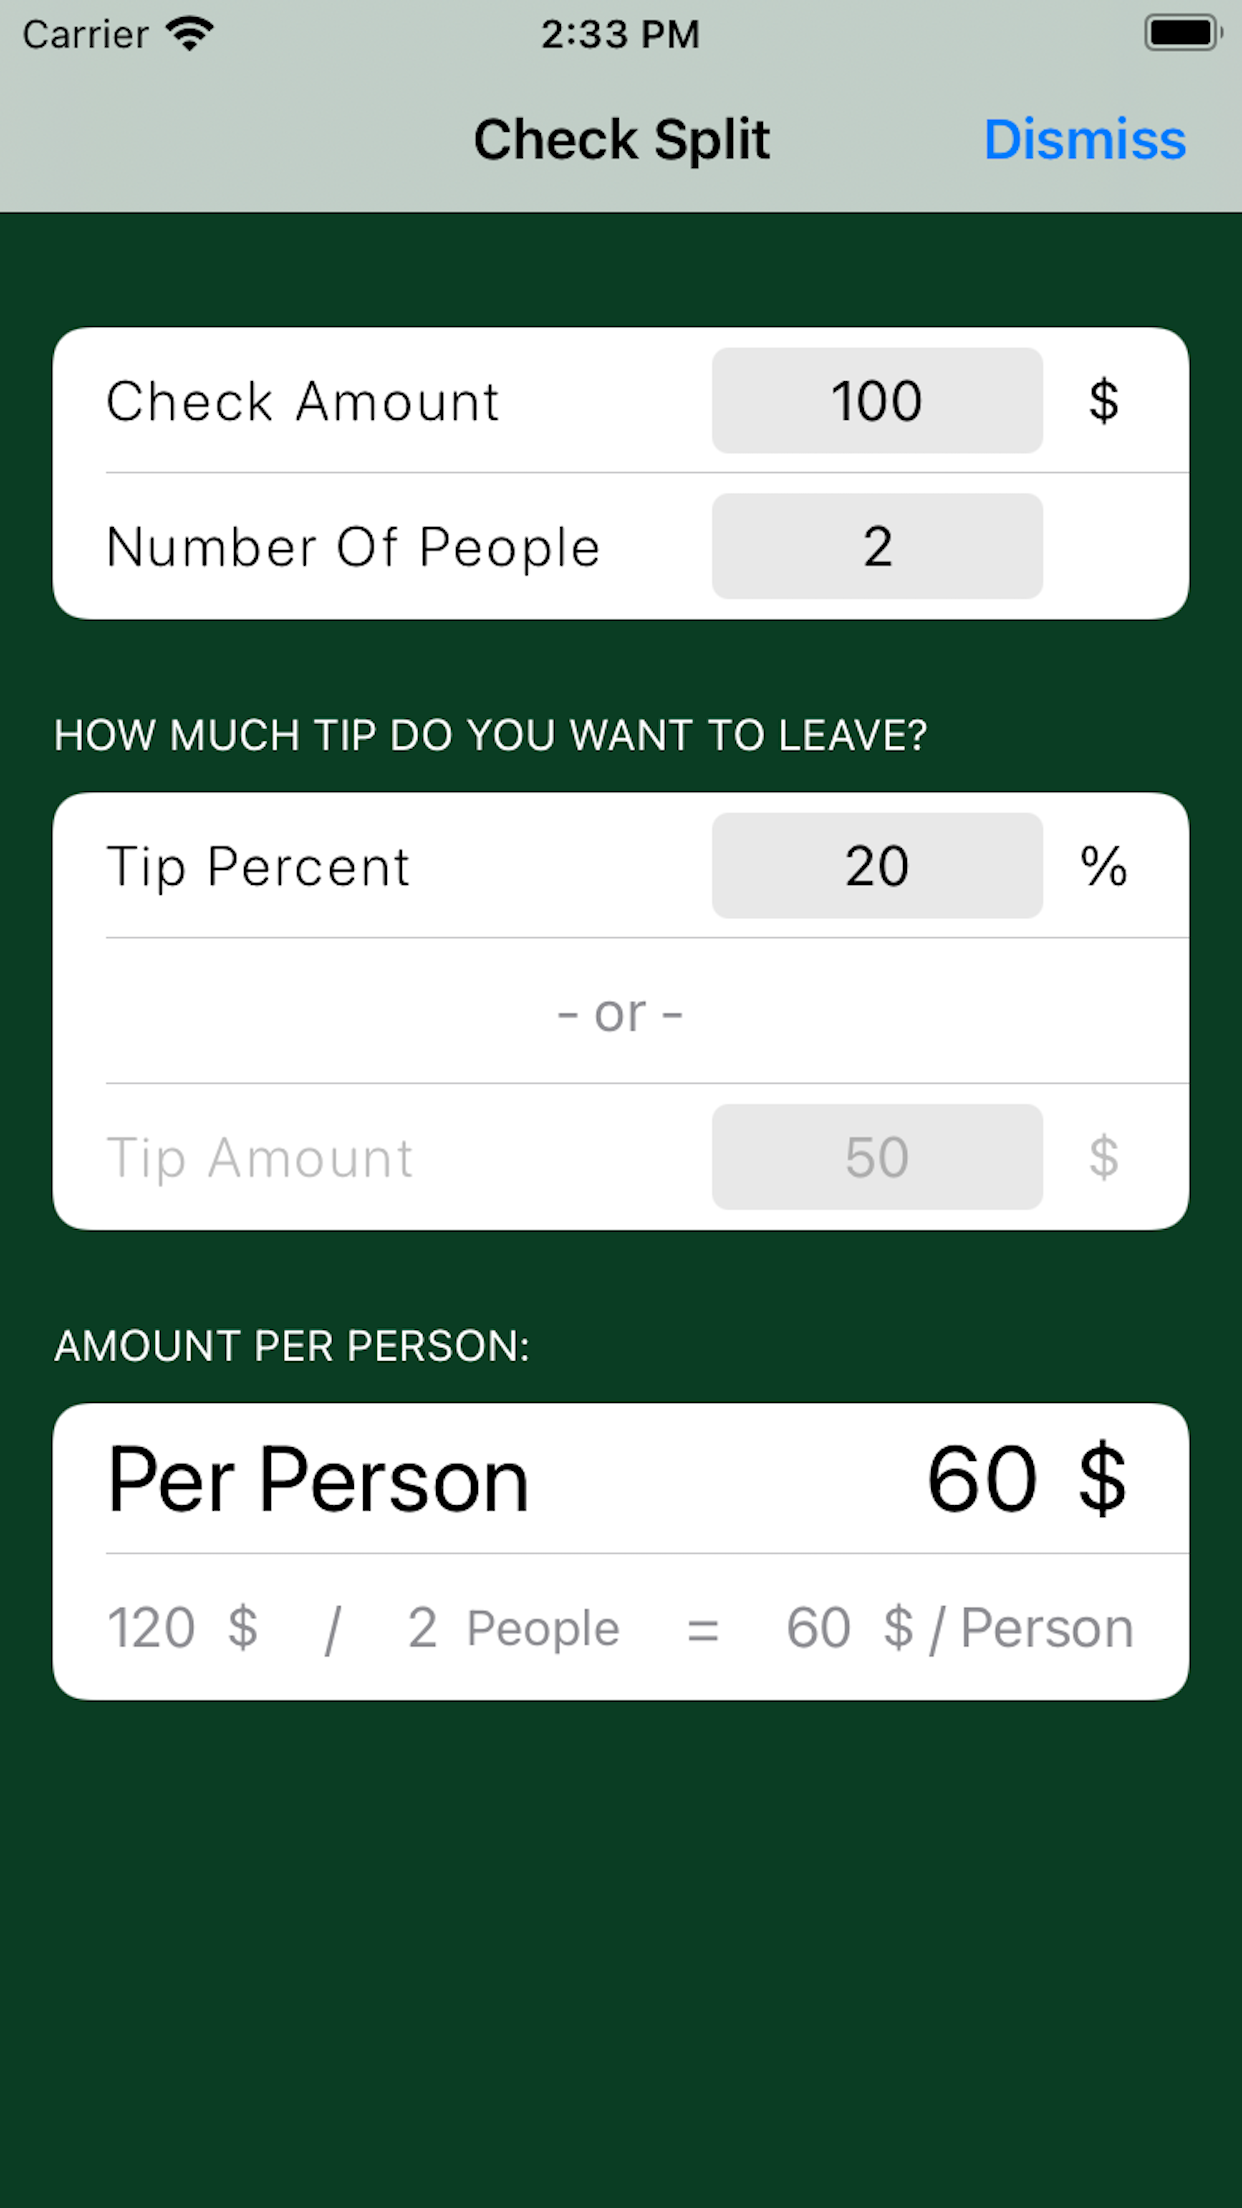 Carrier 2:33 PM
Check Split Dismiss
Check Amount 100 $
Number Of People 2
HOW MUCH TIP DO YOU WANT TO LEAVE?
Tip Percent 20 %
- or -
Tip Amount 50 $
AMOUNT PER PERSON:
Per Person 60 $
120 $ / 2 People = 60 $ / Person